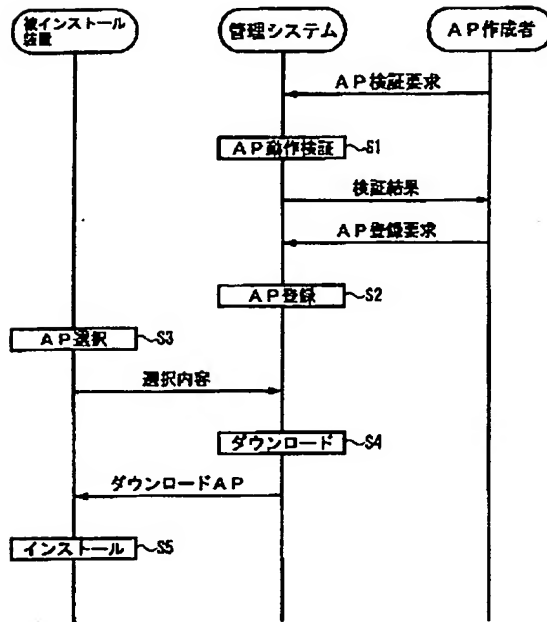 被インストール
装置
管理システム
AP作成者
AP検証要求
AP動作検証
S1
検証結果
AP登録要求
AP登録
S2
AP選択
S3
選択内容
ダウンロード
S4
ダウンロードAP
インストール
S5